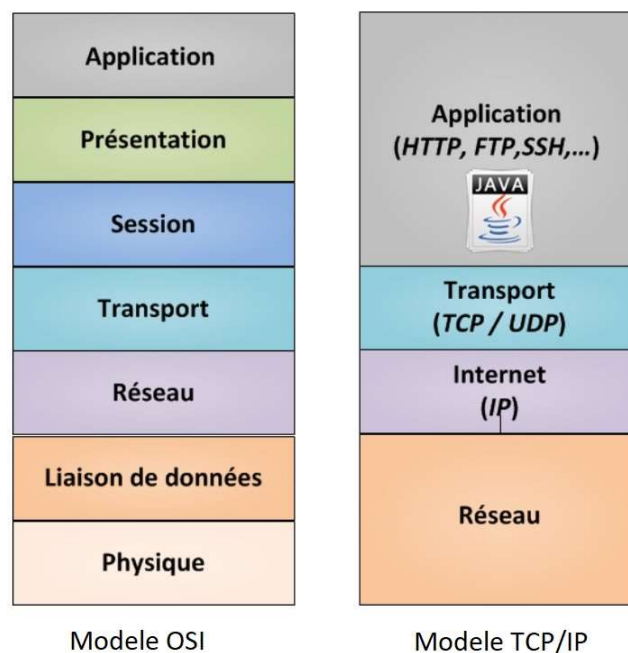 Application
Présentation
Session
Transport
Réseau
Liaison de données
Physique
Modele OSI
Application
(HTTP, FTP,SSH,...)
JAVA
Transport
(TCP / UDP)
Internet
(IP)
Réseau
Modele TCP/IP